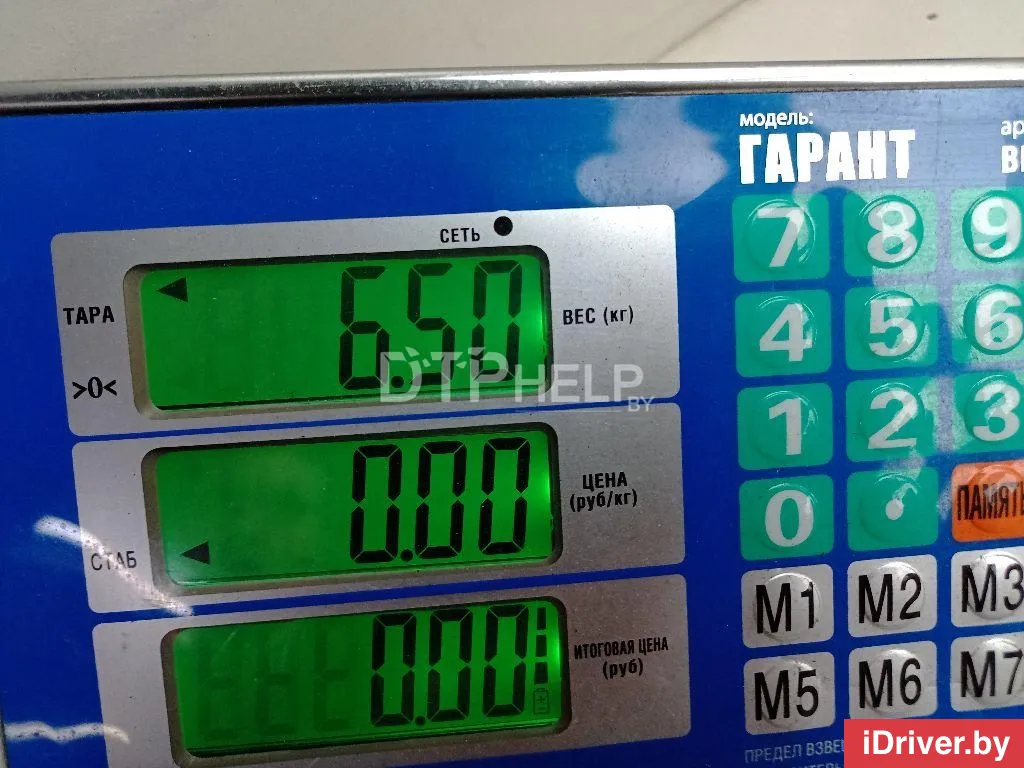 модель:
ГАРАНТ
СЕТЬ
ТАРА
6.50
ВЕС (кг)
>0<
DTPHELP
BY
0.00
ЦЕНА
(руб/кг)
СТАБ
0.00
ИТОГОВАЯ ЦЕНА
(руб)
7 8 9
4 5 6
1 2 3
0 . ПАМЯТЬ
M1 M2 M3
M5 M6 M7
ПРЕДЕЛ
iDriver.by